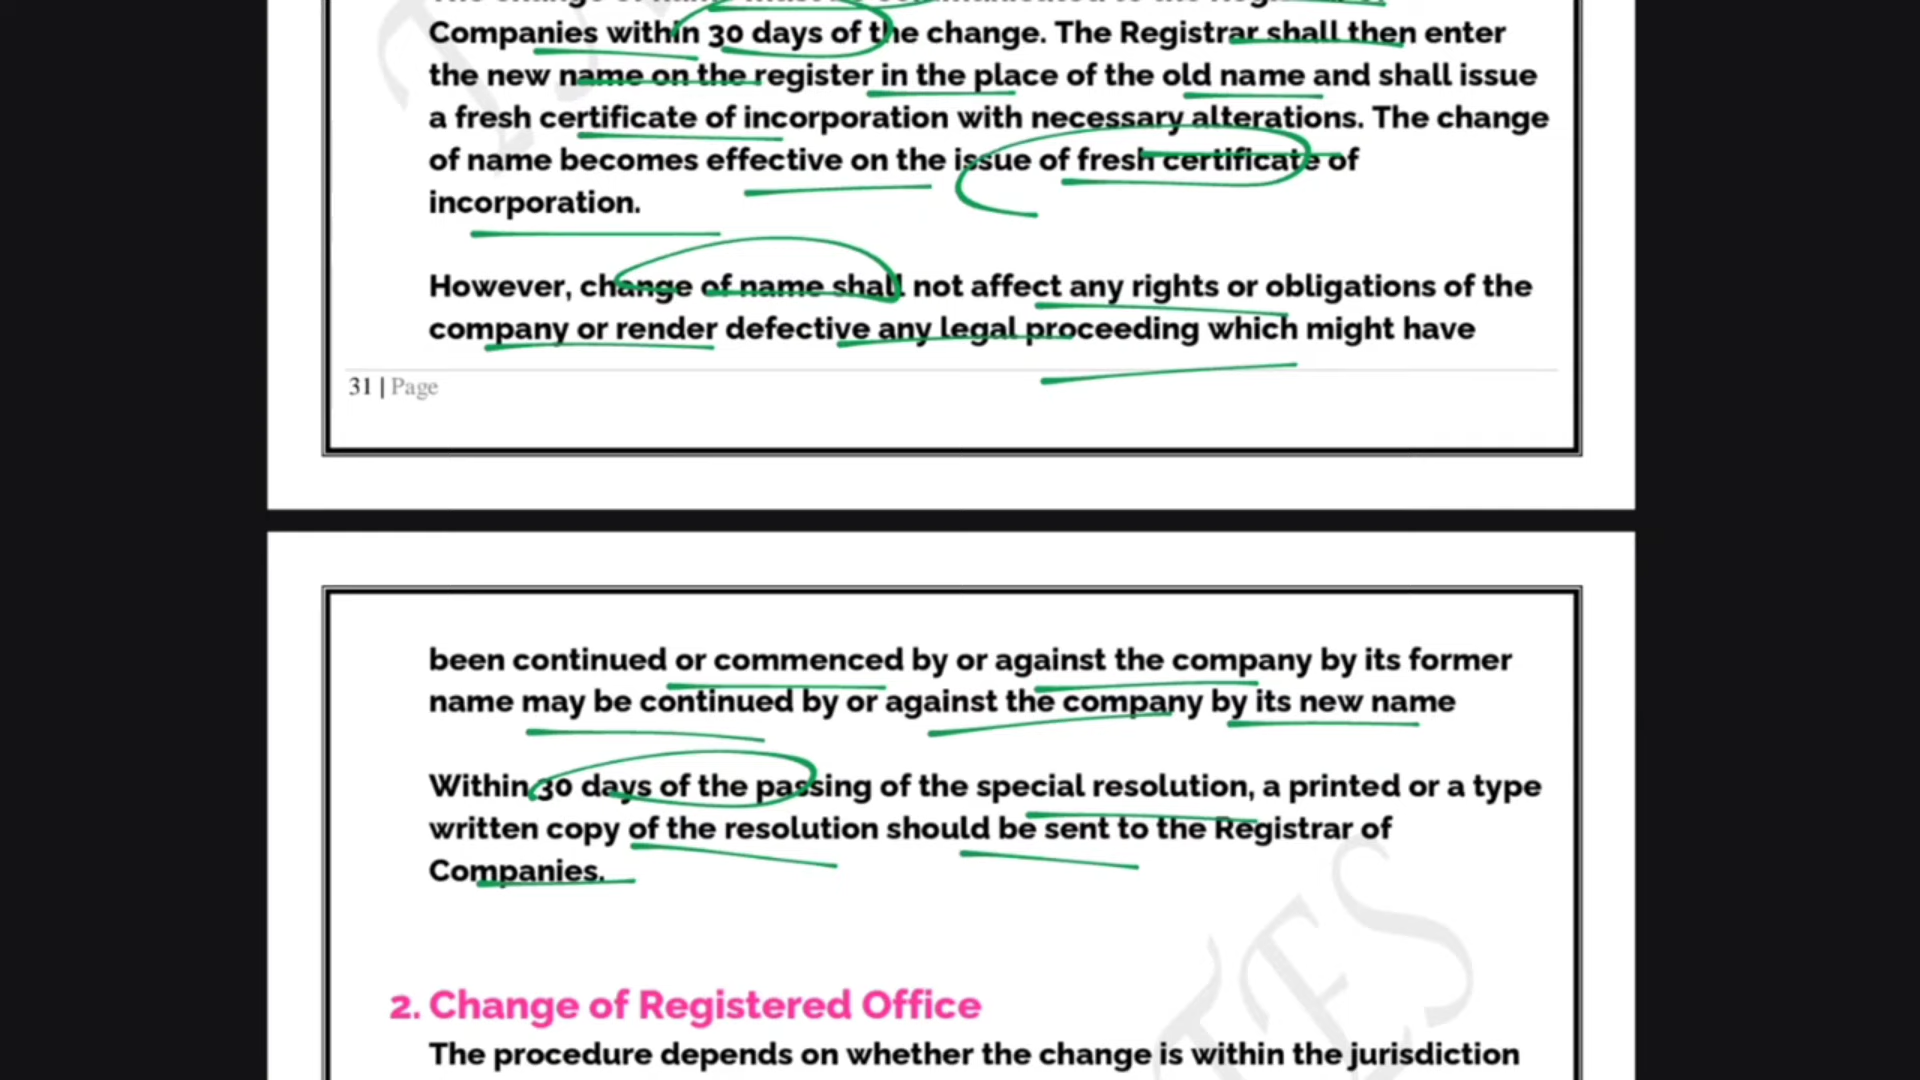 Companies within 30 days of the change. The Registrar shall then enter
the new name on the register in the place of the old name and shall issue
a fresh certificate of incorporation with necessary alterations. The change
of name becomes effective on the issue of fresh certificate of
incorporation.
However, change of name shall not affect any rights or obligations of the
company or render defective any legal proceeding which might have
31 | Page
been continued or commenced by or against the company by its former
name may be continued by or against the company by its new name
Within 30 days of the passing of the special resolution, a printed or a type
written copy of the resolution should be sent to the Registrar of
Companies.
2. Change of Registered Office
The procedure depends on whether the change is within the jurisdiction